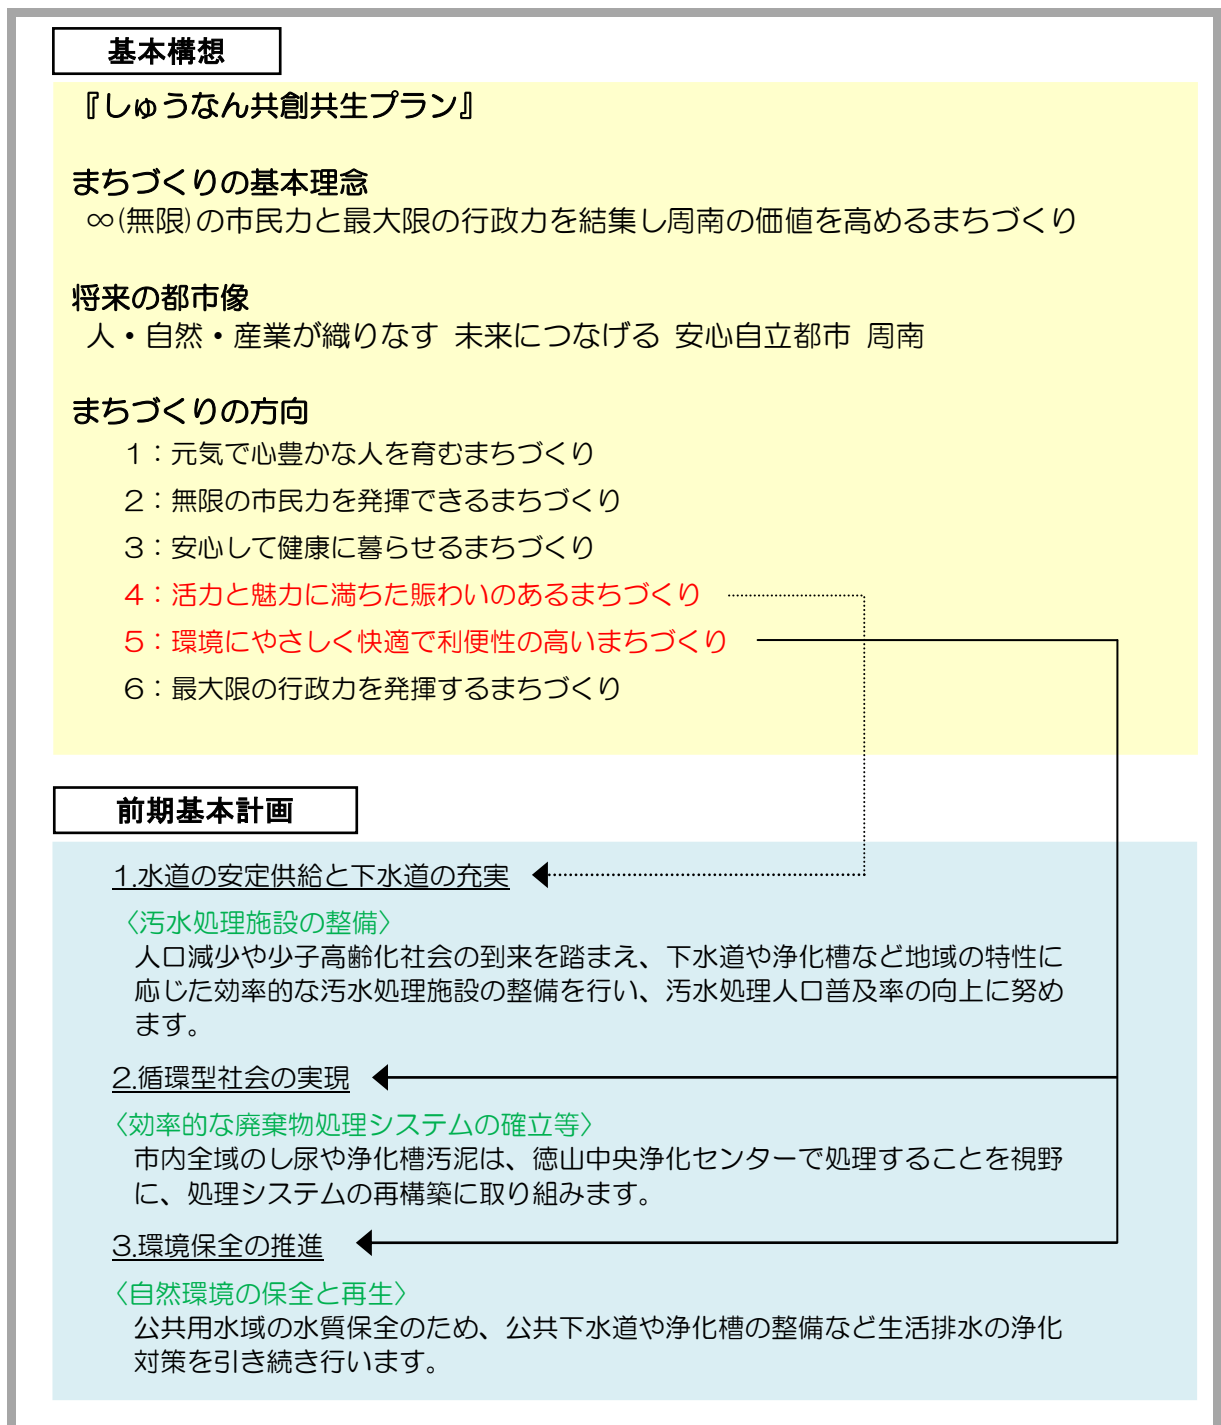 基本構想
『しゅうなん共創共生プラン』
まちづくりの基本理念
∞(無限)の市民力と最大限の行政力を結集し周南の価値を高めるまちづくり
将来の都市像
人・自然・産業が織りなす 未来につなげる 安心自立都市 周南
まちづくりの方向
１：元気で心豊かな人を育むまちづくり
２：無限の市民力を発揮できるまちづくり
３：安心して健康に暮らせるまちづくり
４：活力と魅力に満ちた賑わいのあるまちづくり
５：環境にやさしく快適で利便性の高いまちづくり
６：最大限の行政力を発揮するまちづくり
前期基本計画
1.水道の安定供給と下水道の充実
〈汚水処理施設の整備〉
人口減少や少子高齢化社会の到来を踏まえ、下水道や浄化槽など地域の特性に
応じた効率的な汚水処理施設の整備を行い、汚水処理人口普及率の向上に努め
ます。
2.循環型社会の実現
〈効率的な廃棄物処理システムの確立等〉
市内全域のし尿や浄化槽汚泥は、徳山中央浄化センターで処理することを視野
に、処理システムの再構築に取り組みます。
3.環境保全の推進
〈自然環境の保全と再生〉
公共用水域の水質保全のため、公共下水道や浄化槽の整備など生活排水の浄化
対策を引き続き行います。